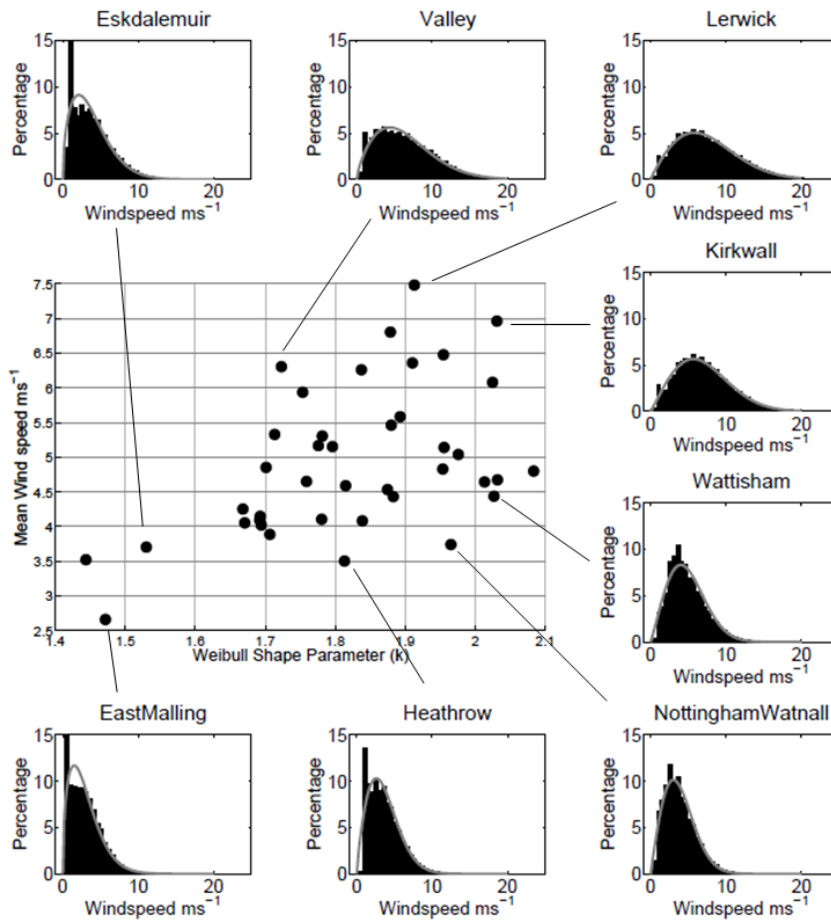 Eskdalemuir
Valley
Lerwick
15
10
5
0
Percentage
0 10 20
Windspeed ms⁻¹
15
10
5
0
Percentage
0 10 20
Windspeed ms⁻¹
15
10
5
0
Percentage
0 10 20
Windspeed ms⁻¹
7.5
7
6.5
6
5.5
5
4.5
4
3.5
3
2.5
Mean Wind speed ms⁻¹
1.4 1.5 1.6 1.7 1.8 1.9 2 2.1
Weibull Shape Parameter (k)
Kirkwall
15
10
5
0
Percentage
0 10 20
Windspeed ms⁻¹
Wattisham
15
10
5
0
Percentage
0 10 20
Windspeed ms⁻¹
EastMalling
Heathrow
NottinghamWatnall
15
10
5
0
Percentage
0 10 20
Windspeed ms⁻¹
15
10
5
0
Percentage
0 10 20
Windspeed ms⁻¹
15
10
5
0
Percentage
0 10 20
Windspeed ms⁻¹